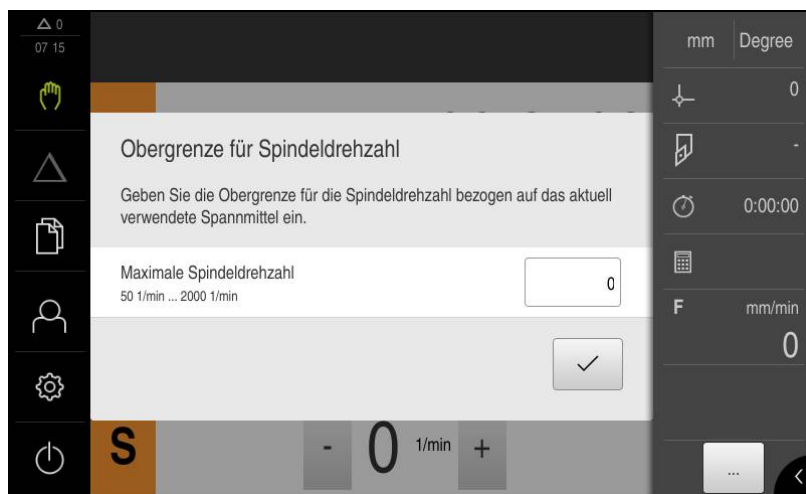 0
07 15
mm Degree
0
-
0:00:00
F mm/min
0
Obergrenze für Spindeldrehzahl
Geben Sie die Obergrenze für die Spindeldrehzahl bezogen auf das aktuell
verwendete Spannmittel ein.
Maximale Spindeldrehzahl
50 1/min ... 2000 1/min
0
S - 0 1/min +
...